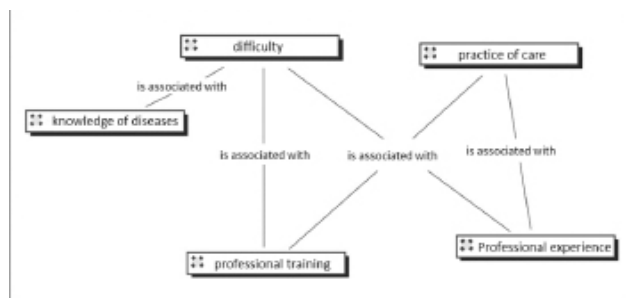 difficulty
practice of care
is associated with
knowledge of diseases
is associated with
is associated with
is associated with
professional training
Professional experience